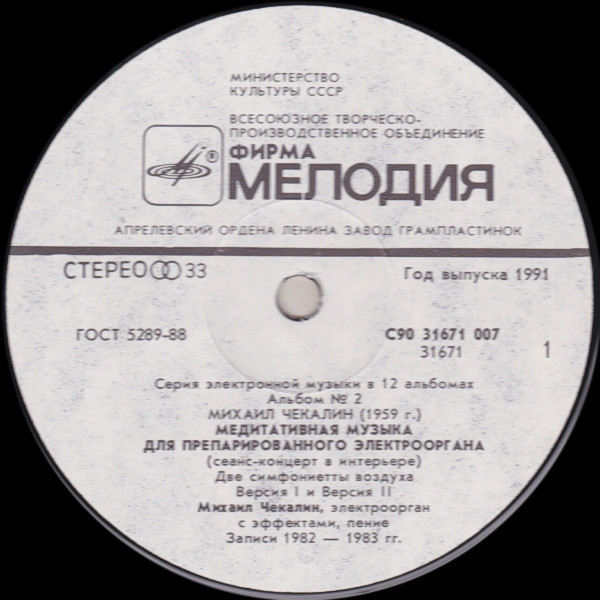 МИНИСТЕРСТВО
КУЛЬТУРЫ СССР
ВСЕСОЮЗНОЕ ТВОРЧЕСКО-
ПРОИЗВОДСТВЕННОЕ ОБЪЕДИНЕНИЕ
ФИРМА
®
МЕЛОДИЯ
АПРЕЛЕВСКИЙ ОРДЕНА ЛЕНИНА ЗАВОД ГРАМПЛАСТИНОК
СТЕРЕО 33
Год выпуска 1991
ГОСТ 5289-88
С90 31671 007
31671
1
Серия электронной музыки в 12 альбомах
Альбом № 2
МИХАИЛ ЧЕКАЛИН (1959 г.)
МЕДИТАТИВНАЯ МУЗЫКА
ДЛЯ ПРЕПАРИРОВАННОГО ЭЛЕКТРООРГАНА
(сеанс-концерт в интерьере)
Две симфониетты воздуха
Версия I и Версия II
Михаил Чекалин, электроорган
с эффектами, пение
Записи 1982 — 1983 гг.